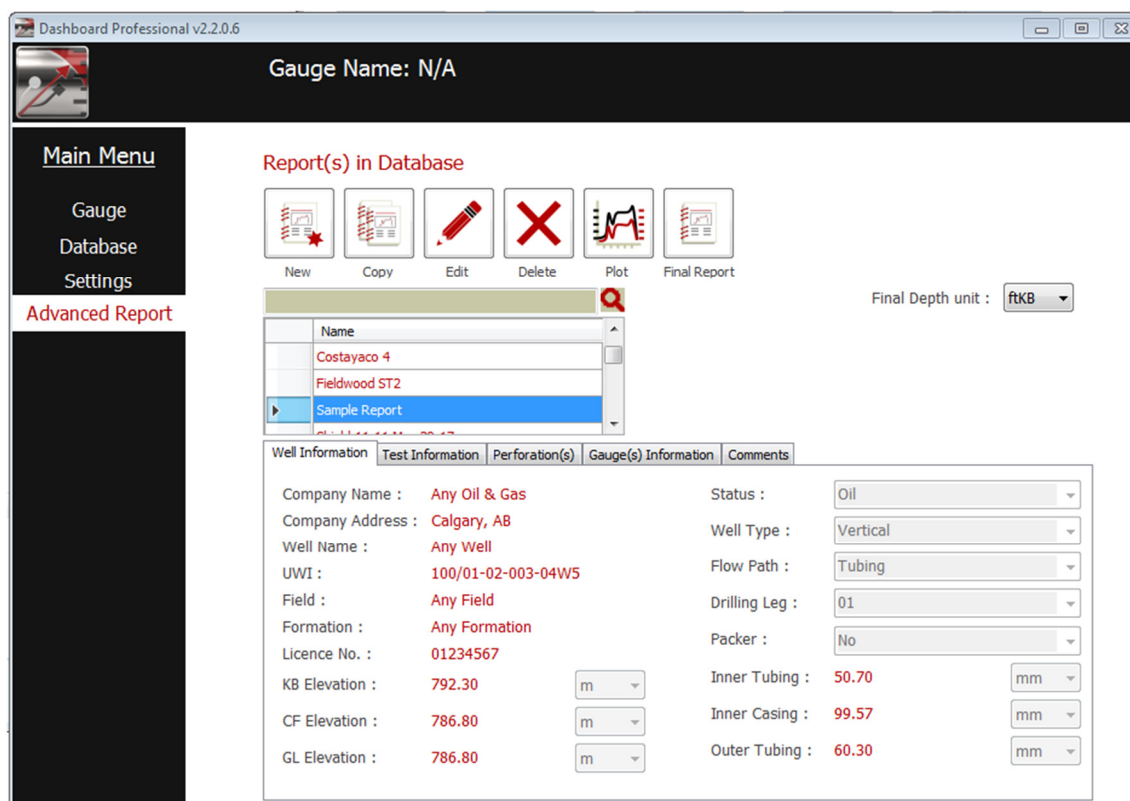 Dashboard Professional v2.2.0.6
Gauge Name: N/A
Main Menu
Gauge
Database
Settings
Advanced Report
Report(s) in Database
New Copy Edit Delete Plot Final Report
Final Depth unit : ftKB
Name
Costayaco 4
Fieldwood ST2
Sample Report
Well Information Test Information Perforation(s) Gauge(s) Information Comments
Company Name : Any Oil & Gas
Company Address : Calgary, AB
Well Name : Any Well
UWI : 100/01-02-003-04W5
Field : Any Field
Formation : Any Formation
Licence No. : 01234567
KB Elevation : 792.30 m
CF Elevation : 786.80 m
GL Elevation : 786.80 m
Status : Oil
Well Type : Vertical
Flow Path : Tubing
Drilling Leg : 01
Packer : No
Inner Tubing : 50.70 mm
Inner Casing : 99.57 mm
Outer Tubing : 60.30 mm